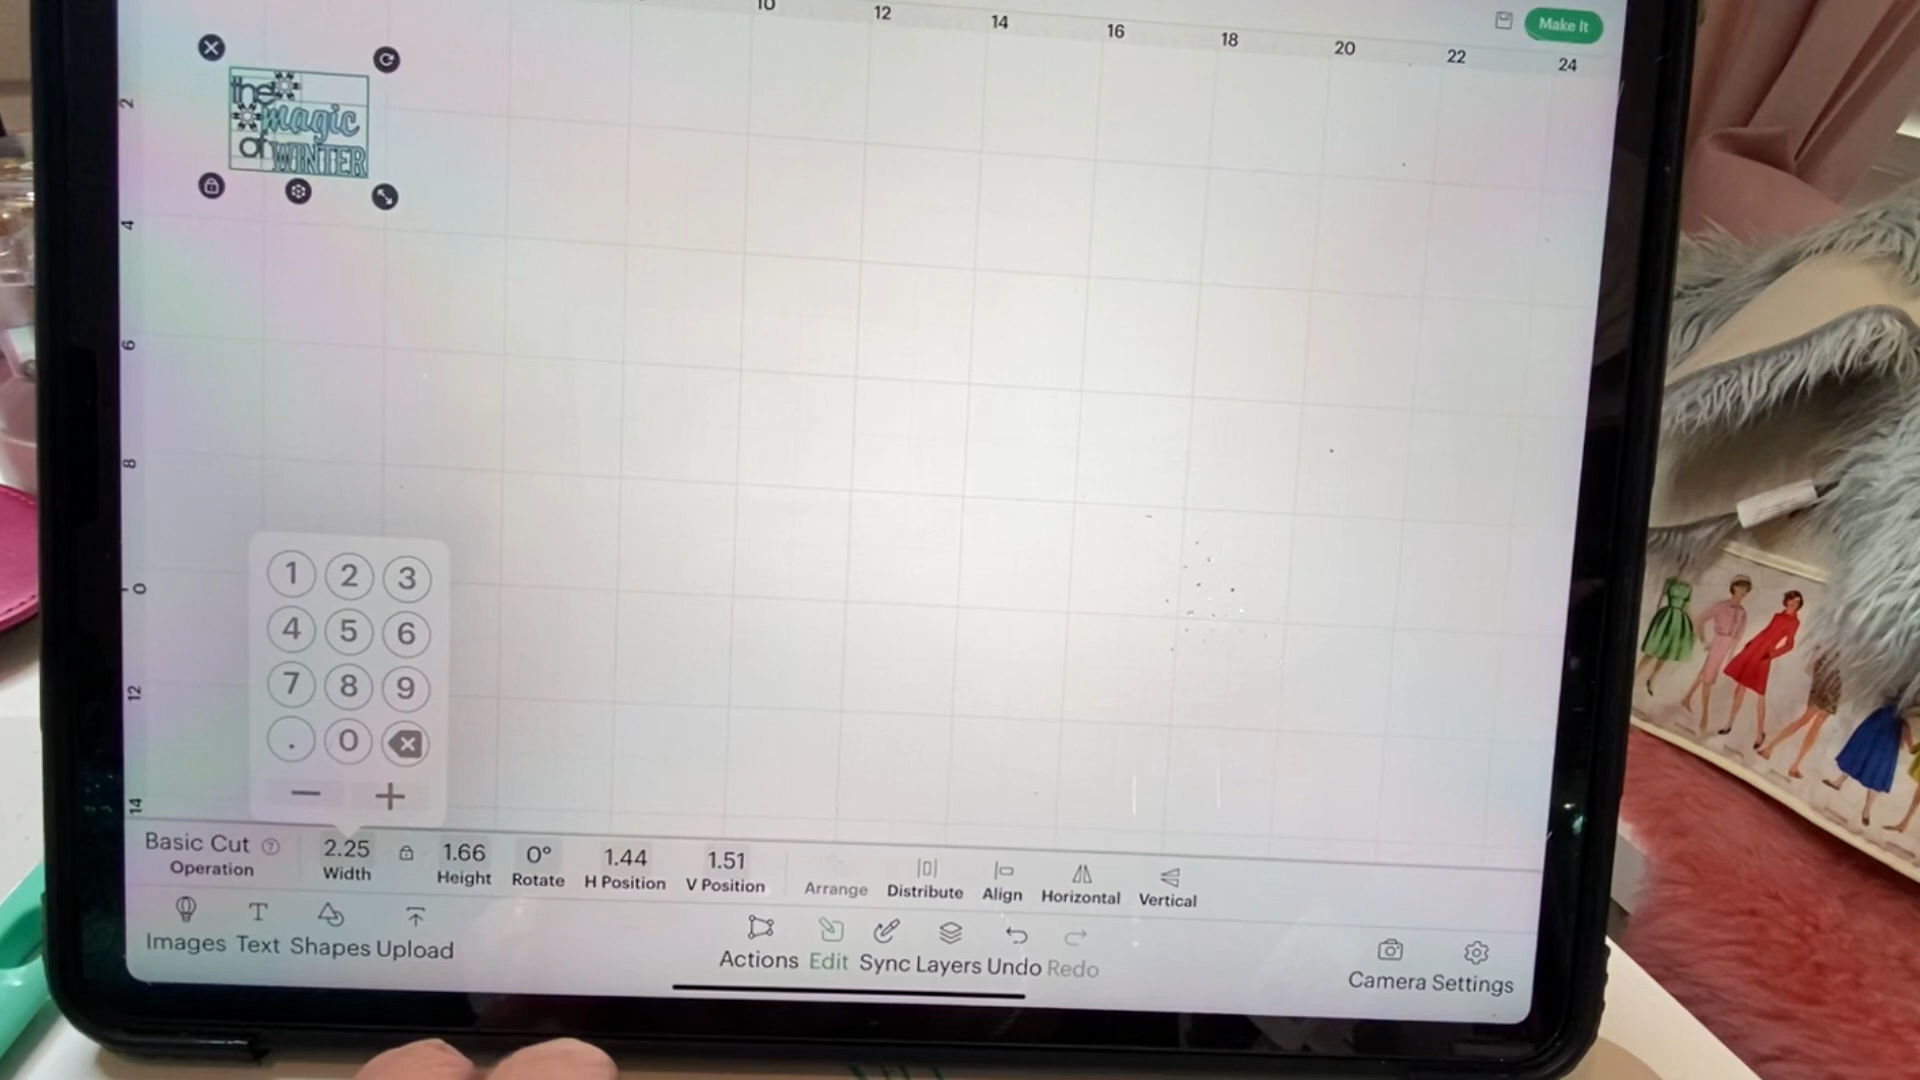 10 12 14 16 18 20 22 24
Make It
2
4
6
8
0
12
14
the
magic
of WINTER
1 2 3
4 5 6
7 8 9
. 0
− +
Basic Cut ?
Operation
2.25
Width
1.66
Height
0°
Rotate
1.44
H Position
1.51
V Position
Arrange
Distribute
Align
Horizontal
Vertical
Images Text Shapes Upload
Actions Edit Sync Layers Undo Redo
Camera Settings